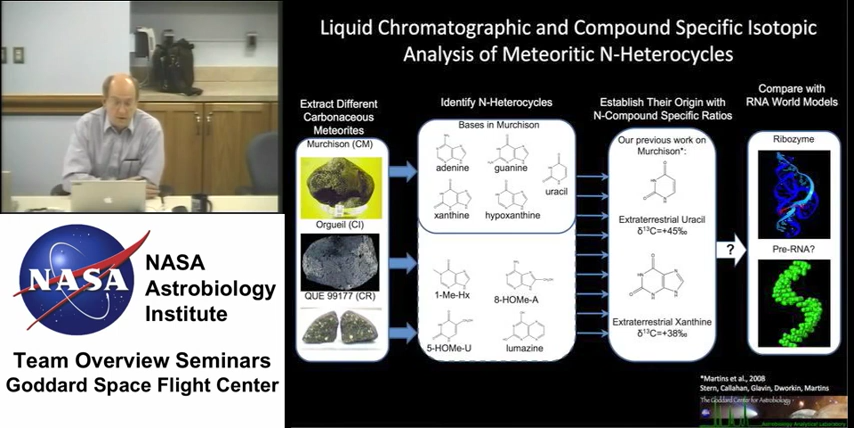 Liquid Chromatographic and Compound Specific Isotopic
Analysis of Meteoritic N-Heterocycles
Extract Different
Carbonaceous
Meteorites
Murchison (CM)
Orgueil (CI)
QUE 99177 (CR)
Identify N-Heterocycles
Bases in Murchison
adenine
guanine
uracil
xanthine
hypoxanthine
1-Me-Hx
8-HOMe-A
5-HOMe-U
lumazine
Establish Their Origin with
N-Compound Specific Ratios
Our previous work on
Murchison*:
Extraterrestrial Uracil
δ¹³C=+45‰
Extraterrestrial Xanthine
δ¹³C=+38‰
?
Compare with
RNA World Models
Ribozyme
Pre-RNA?
*Martins et al., 2008
Stern, Callahan, Glavin, Dworkin, Martins
The Goddard Center for Astrobiology
Astrobiology Analytical Laboratory
NASA
NASA
Astrobiology
Institute
Team Overview Seminars
Goddard Space Flight Center